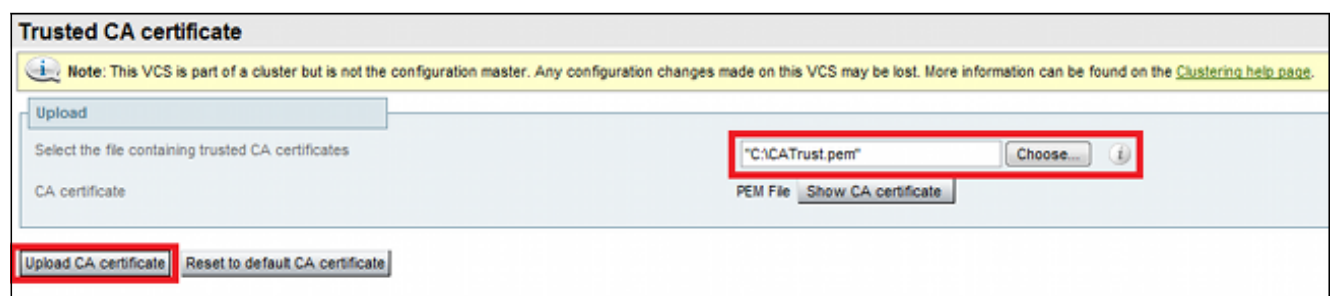 Trusted CA certificate
Note: This VCS is part of a cluster but is not the configuration master. Any configuration changes made on this VCS may be lost. More information can be found on the Clustering help page.
Upload
Select the file containing trusted CA certificates "C:\CATrust.pem" Choose... i
CA certificate PEM File Show CA certificate
Upload CA certificate Reset to default CA certificate